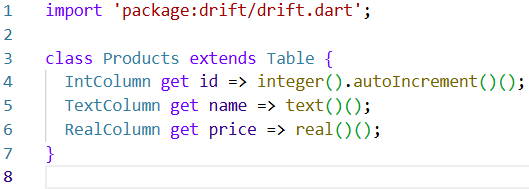 1 import 'package:drift/drift.dart';
2
3 class Products extends Table {
4   IntColumn get id => integer().autoIncrement()();
5   TextColumn get name => text()();
6   RealColumn get price => real()();
7 }
8